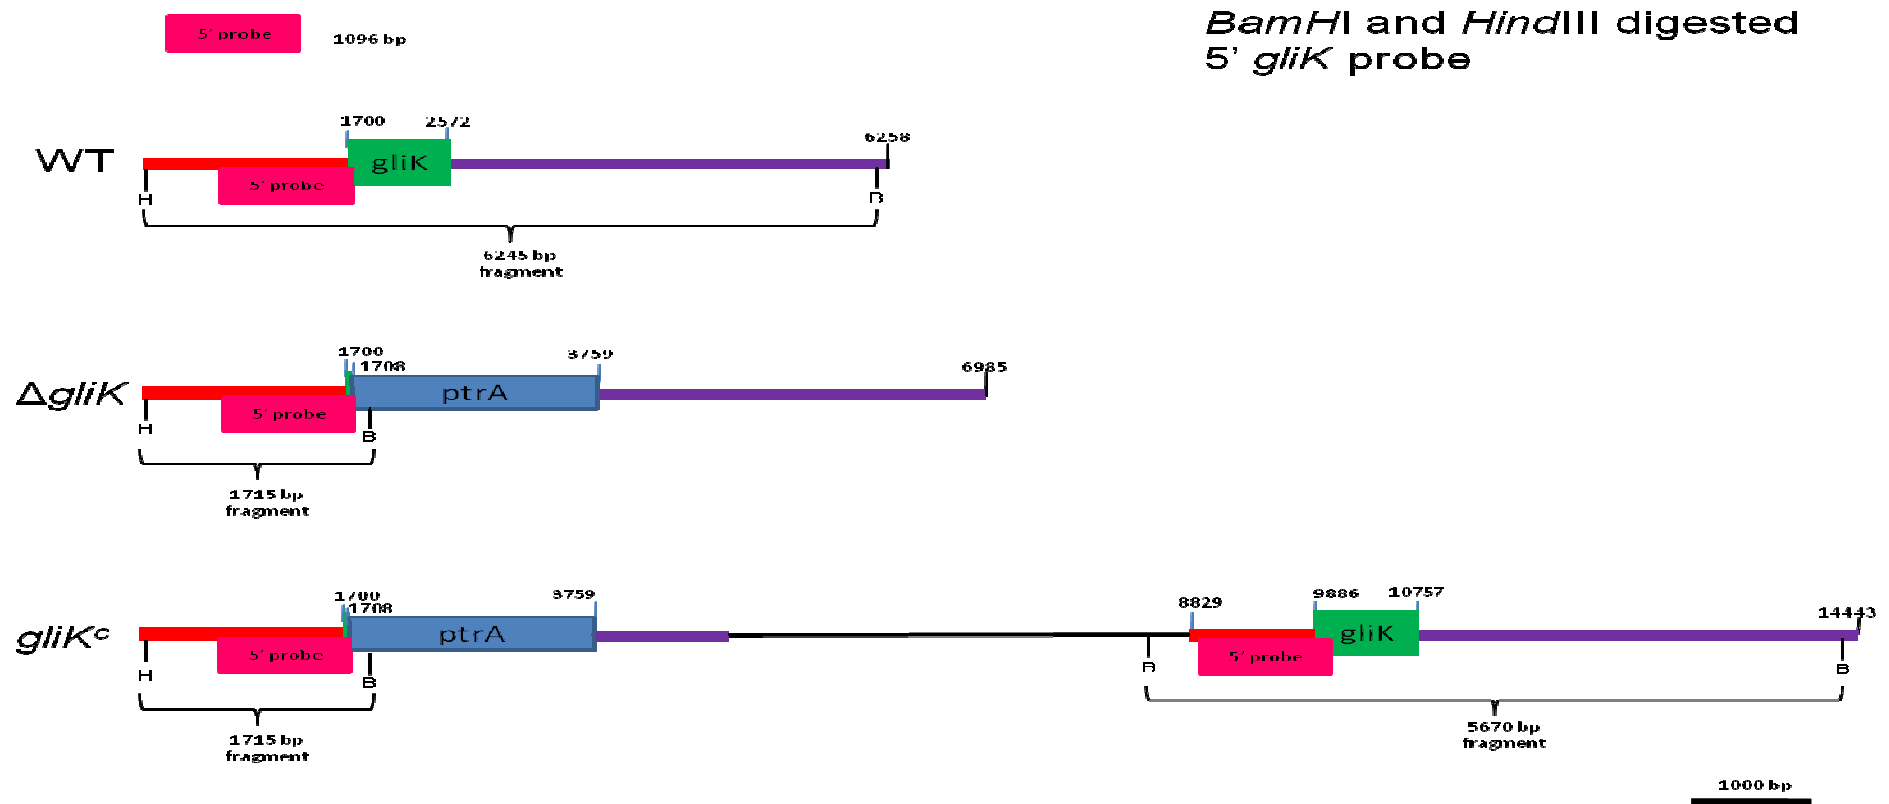 5' probe
1096 bp
BamHI and HindIII digested
5' gliK probe
WT
1700
2572
6258
gliK
5' probe
H
B
6245 bp
fragment
ΔgliK
1700
1708
3759
6985
ptrA
5' probe
H
B
1715 bp
fragment
gliKᶜ
1700
1708
3759
8829
9886
10757
14443
ptrA
gliK
5' probe
5' probe
H
B
B
B
1715 bp
fragment
5670 bp
fragment
1000 bp